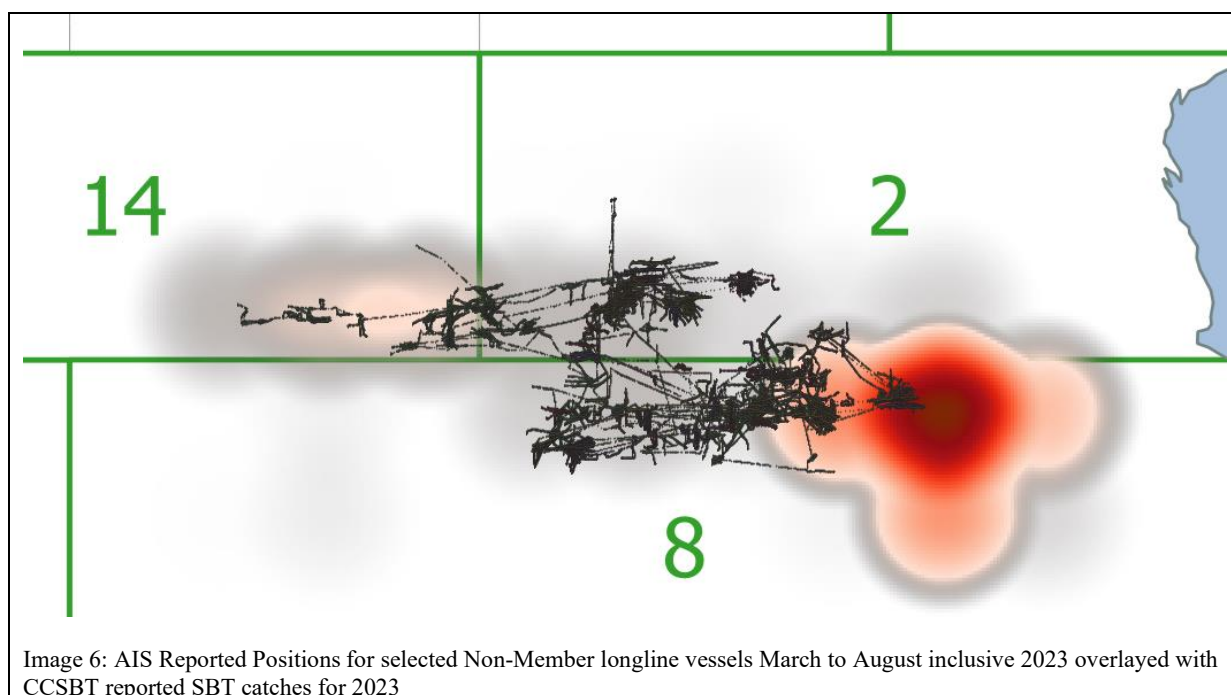 14
2
8
Image 6: AIS Reported Positions for selected Non-Member longline vessels March to August inclusive 2023 overlayed with
CCSBT reported SBT catches for 2023